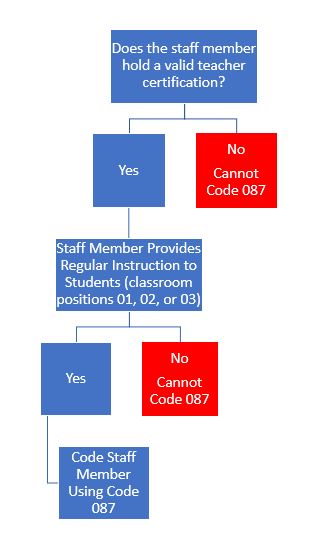 Does the staff member
hold a valid teacher
certification?
Yes
No
Cannot
Code 087
Staff Member Provides
Regular Instruction to
Students (classroom
positions 01, 02, or 03)
Yes
No
Cannot
Code 087
Code Staff
Member
Using Code
087